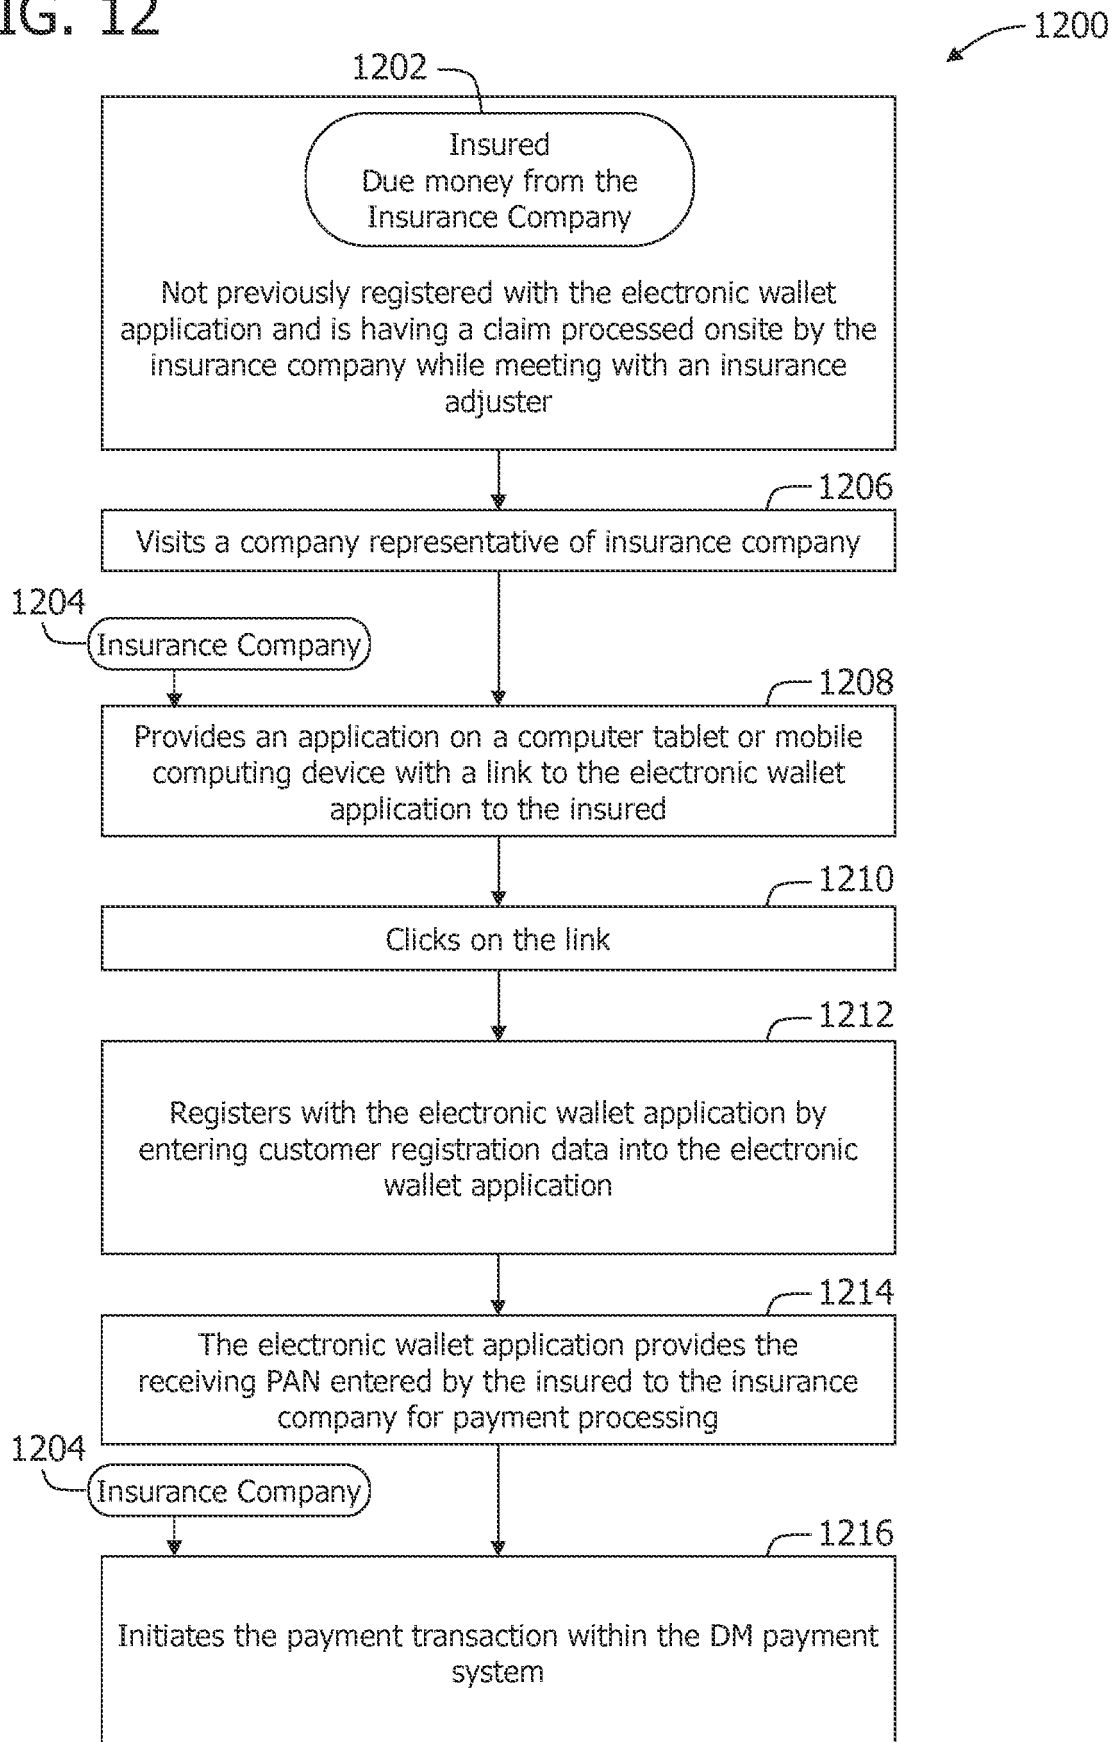 IG. 12
1200
1202
Insured
Due money from the
Insurance Company
Not previously registered with the electronic wallet
application and is having a claim processed onsite by the
insurance company while meeting with an insurance
adjuster
1206
Visits a company representative of insurance company
1204
Insurance Company
1208
Provides an application on a computer tablet or mobile
computing device with a link to the electronic wallet
application to the insured
1210
Clicks on the link
1212
Registers with the electronic wallet application by
entering customer registration data into the electronic
wallet application
1214
The electronic wallet application provides the
receiving PAN entered by the insured to the insurance
company for payment processing
1204
Insurance Company
1216
Initiates the payment transaction within the DM payment
system